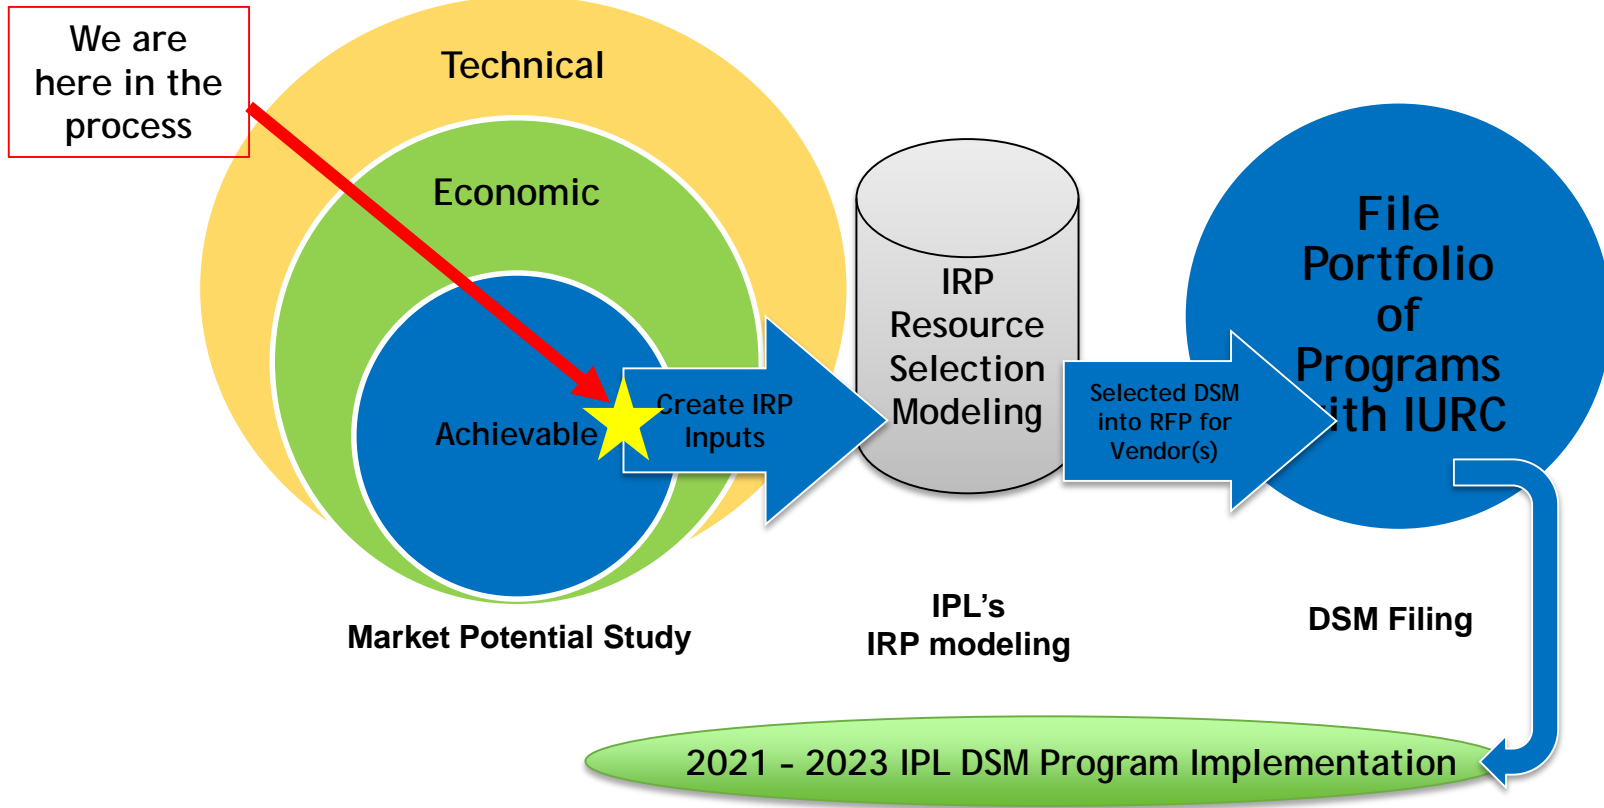 We are
here in the
process
Technical
Economic
Achievable
Create IRP
Inputs
Market Potential Study
IRP
Resource
Selection
Modeling
IPL's
IRP modeling
Selected DSM
into RFP for
Vendor(s)
File
Portfolio
of
Programs
with IURC
DSM Filing
2021 - 2023 IPL DSM Program Implementation